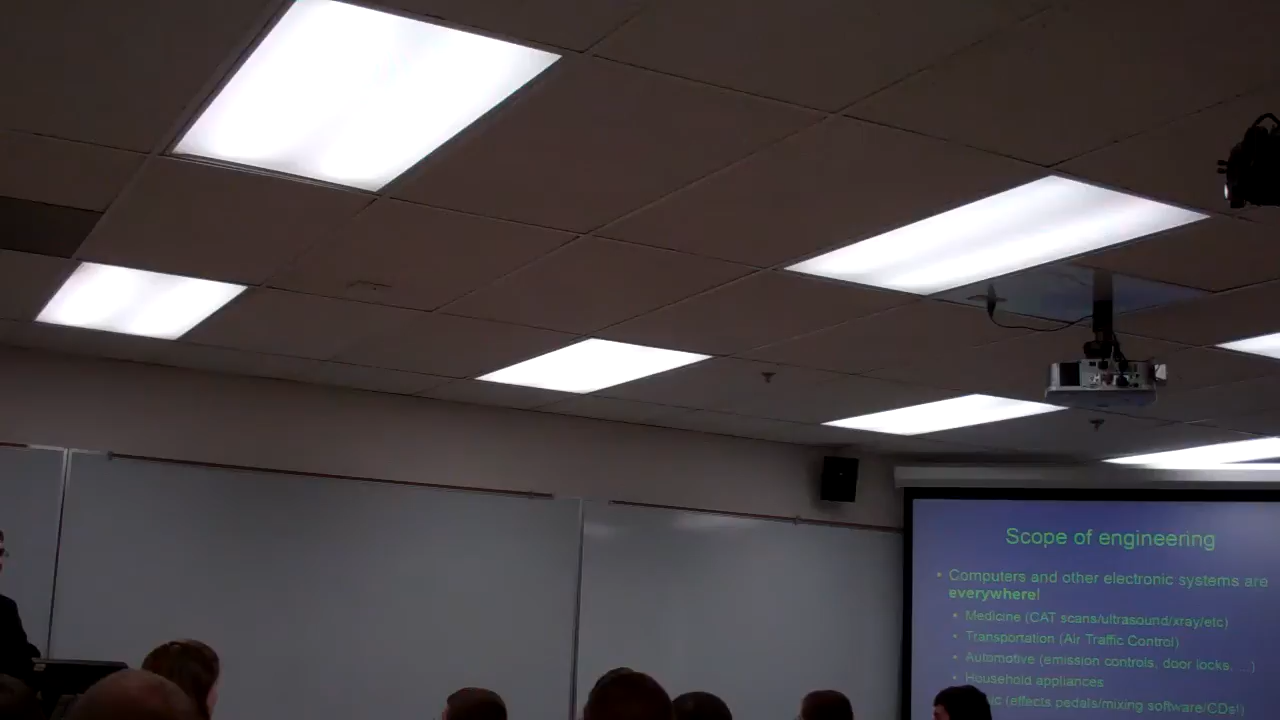 Scope of engineering
• Computers and other electronic systems are
everywhere!
• Medicine (CAT scans/ultrasound/xray/etc)
• Transportation (Air Traffic Control)
• Automotive (emission controls, door locks, ...)
• Household appliances
(effects pedals/mixing software/CDs!)